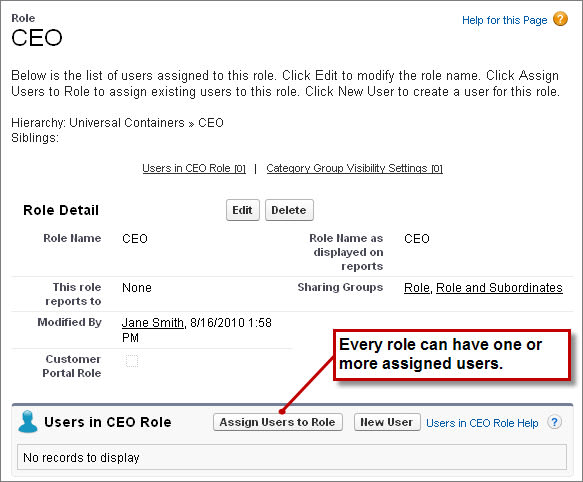 Role
Help for this Page
CEO
Below is the list of users assigned to this role. Click Edit to modify the role name. Click Assign
Users to Role to assign existing users to this role. Click New User to create a user for this role.
Hierarchy: Universal Containers » CEO
Siblings:
Users in CEO Role [0] | Category Group Visibility Settings [0]
Role Detail Edit Delete
Role Name CEO Role Name as displayed on reports CEO
This role reports to None Sharing Groups Role, Role and Subordinates
Modified By Jane Smith, 8/16/2010 1:58 PM
Customer Portal Role
Every role can have one or
more assigned users.
Users in CEO Role Assign Users to Role New User Users in CEO Role Help ?
No records to display